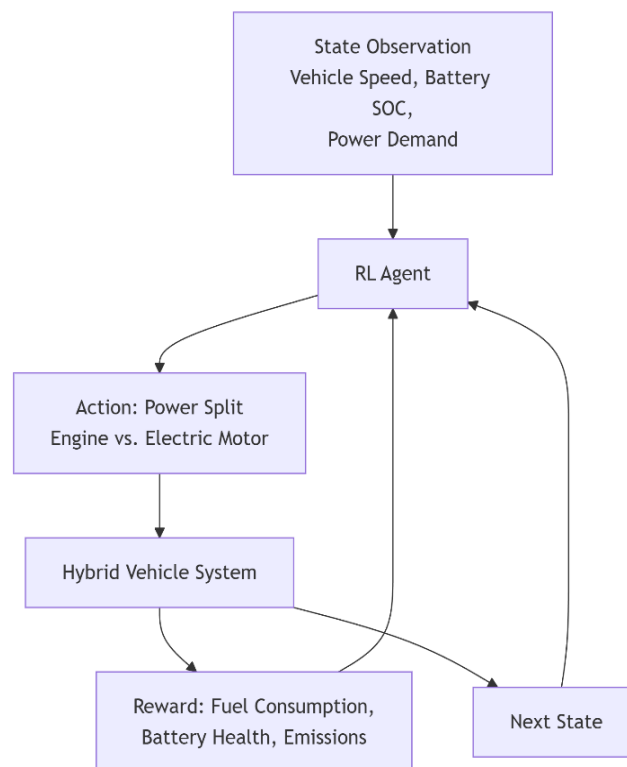 State Observation
Vehicle Speed, Battery
SOC,
Power Demand
RL Agent
Action: Power Split
Engine vs. Electric Motor
Hybrid Vehicle System
Reward: Fuel Consumption,
Battery Health, Emissions
Next State